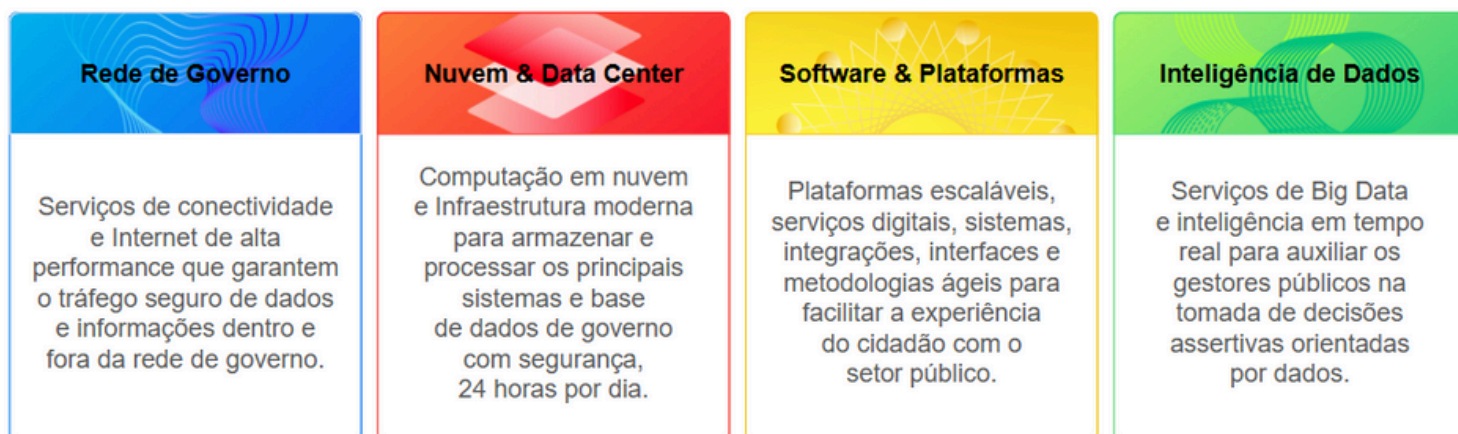 Rede de Governo
Serviços de conectividade
e Internet de alta
performance que garantem
o tráfego seguro de dados
e informações dentro e
fora da rede de governo.
Nuvem & Data Center
Computação em nuvem
e Infraestrutura moderna
para armazenar e
processar os principais
sistemas e base
de dados de governo
com segurança,
24 horas por dia.
Software & Plataformas
Plataformas escaláveis,
serviços digitais, sistemas,
integrações, interfaces e
metodologias ágeis para
facilitar a experiência
do cidadão com o
setor público.
Inteligência de Dados
Serviços de Big Data
e inteligência em tempo
real para auxiliar os
gestores públicos na
tomada de decisões
assertivas orientadas
por dados.